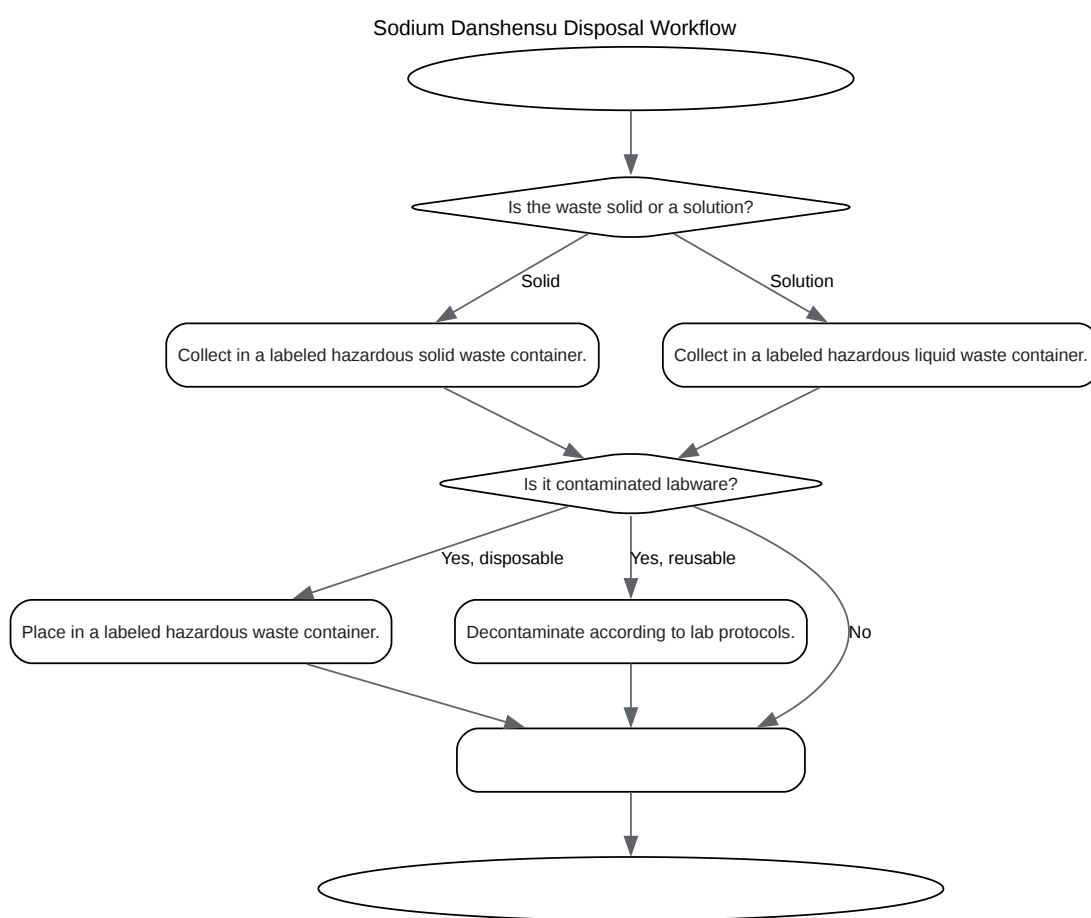 Sodium Danshensu Disposal Workflow
Is the waste solid or a solution?
Solid
Solution
Collect in a labeled hazardous solid waste container.
Collect in a labeled hazardous liquid waste container.
Is it contaminated labware?
Yes, disposable
Yes, reusable
Place in a labeled hazardous waste container.
Decontaminate according to lab protocols.
No